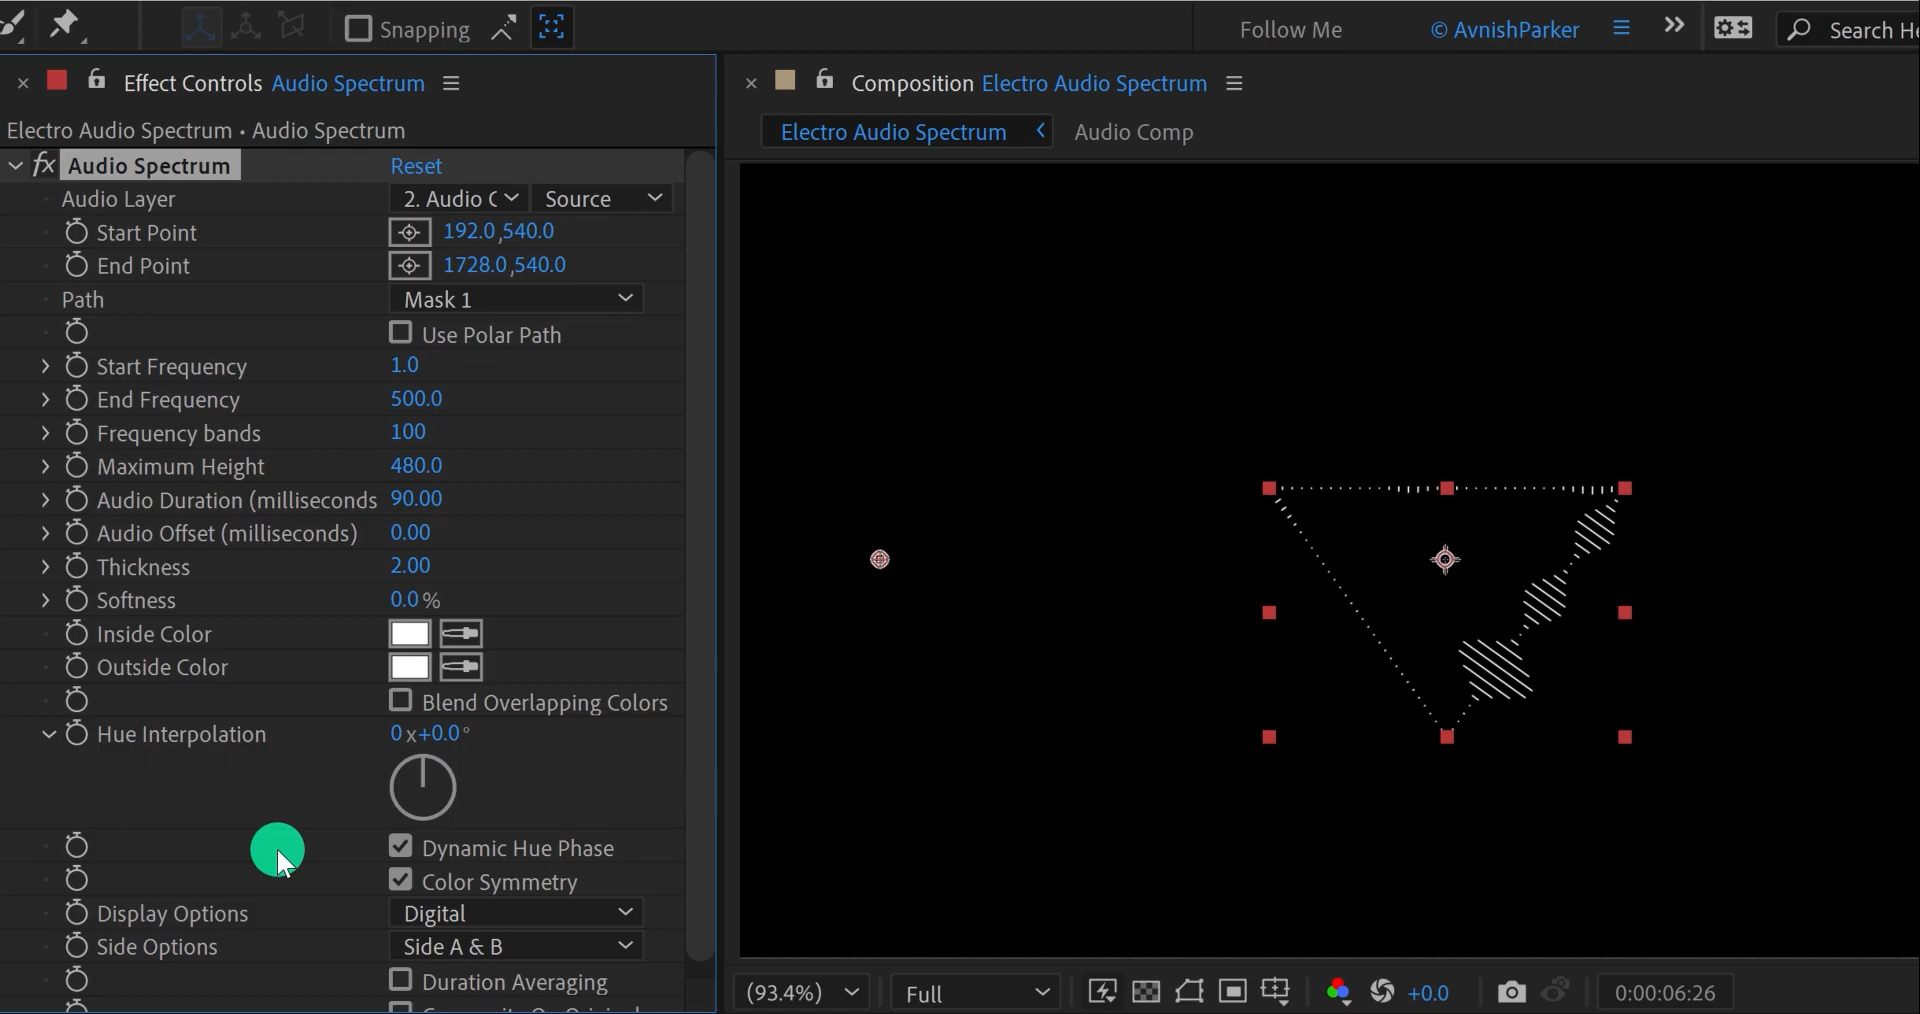 Snapping
Follow Me
© AvnishParker
Search He
Effect Controls Audio Spectrum
Composition Electro Audio Spectrum
Electro Audio Spectrum • Audio Spectrum
Electro Audio Spectrum
Audio Comp
fx Audio Spectrum
Reset
Audio Layer
2. Audio C
Source
Start Point
192.0,540.0
End Point
1728.0,540.0
Path
Mask 1
Use Polar Path
Start Frequency
1.0
End Frequency
500.0
Frequency bands
100
Maximum Height
480.0
Audio Duration (milliseconds
90.00
Audio Offset (milliseconds)
0.00
Thickness
2.00
Softness
0.0 %
Inside Color
Outside Color
Blend Overlapping Colors
Hue Interpolation
0 x+0.0 °
Dynamic Hue Phase
Color Symmetry
Display Options
Digital
Side Options
Side A & B
Duration Averaging
(93.4%)
Full
+0.0
0:00:06:26